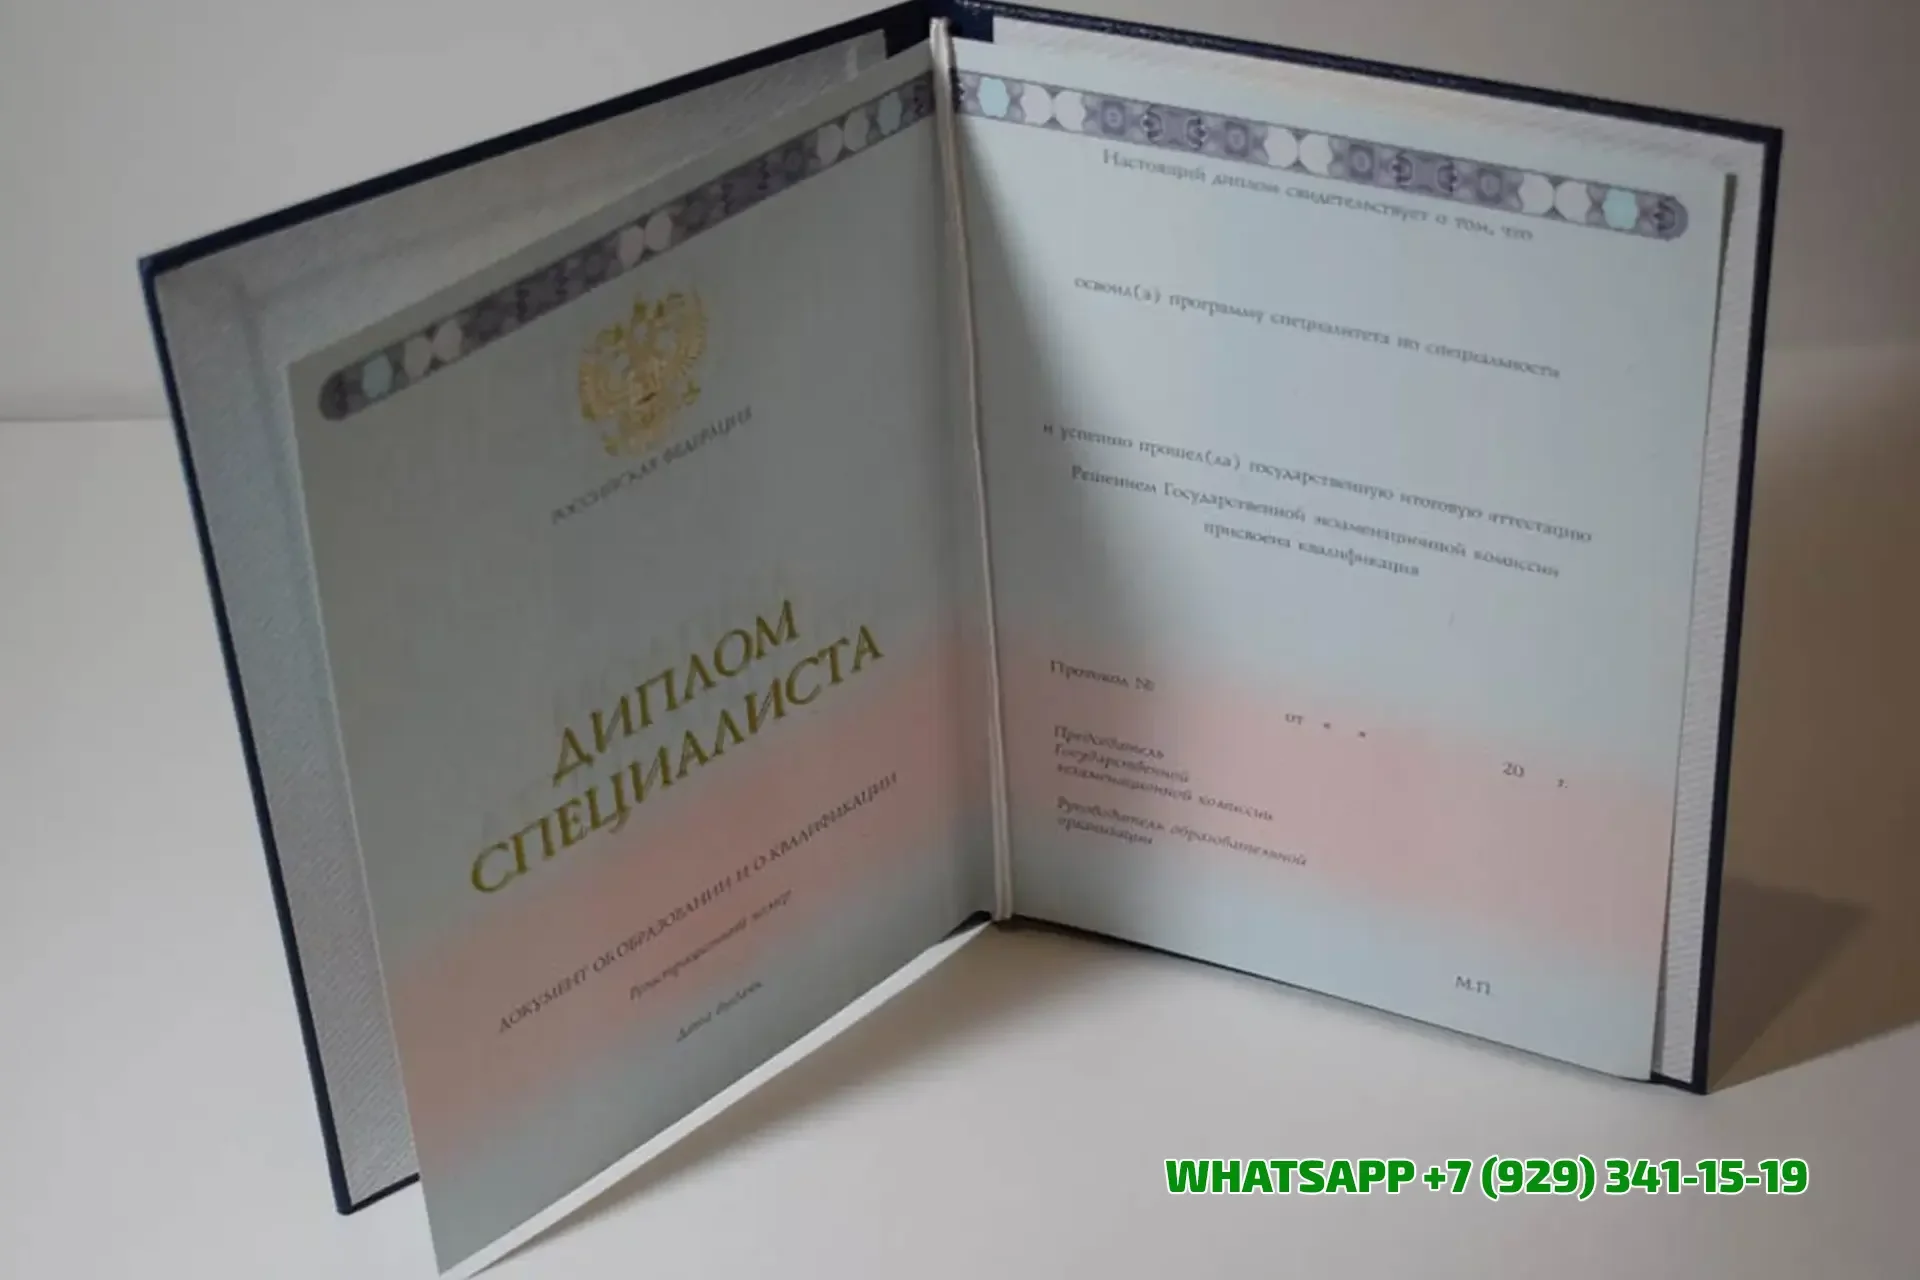 РОССИЙСКАЯ ФЕДЕРАЦИЯ
ДИПЛОМ
СПЕЦИАЛИСТА
ДОКУМЕНТ ОБ ОБРАЗОВАНИИ И О КВАЛИФИКАЦИИ
Регистрационный номер
Дата выдачи
Настоящий диплом свидетельствует о том, что
освоил(а) программу специалитета по специальности
и успешно прошел(ла) государственную итоговую аттестацию
Решением Государственной экзаменационной комиссии
присвоена квалификация
Протокол №
от « » 20 г.
Председатель
Государственной
экзаменационной комиссии
Руководитель образовательной
организации
М.П.
WHATSAPP +7 (929) 341-15-19